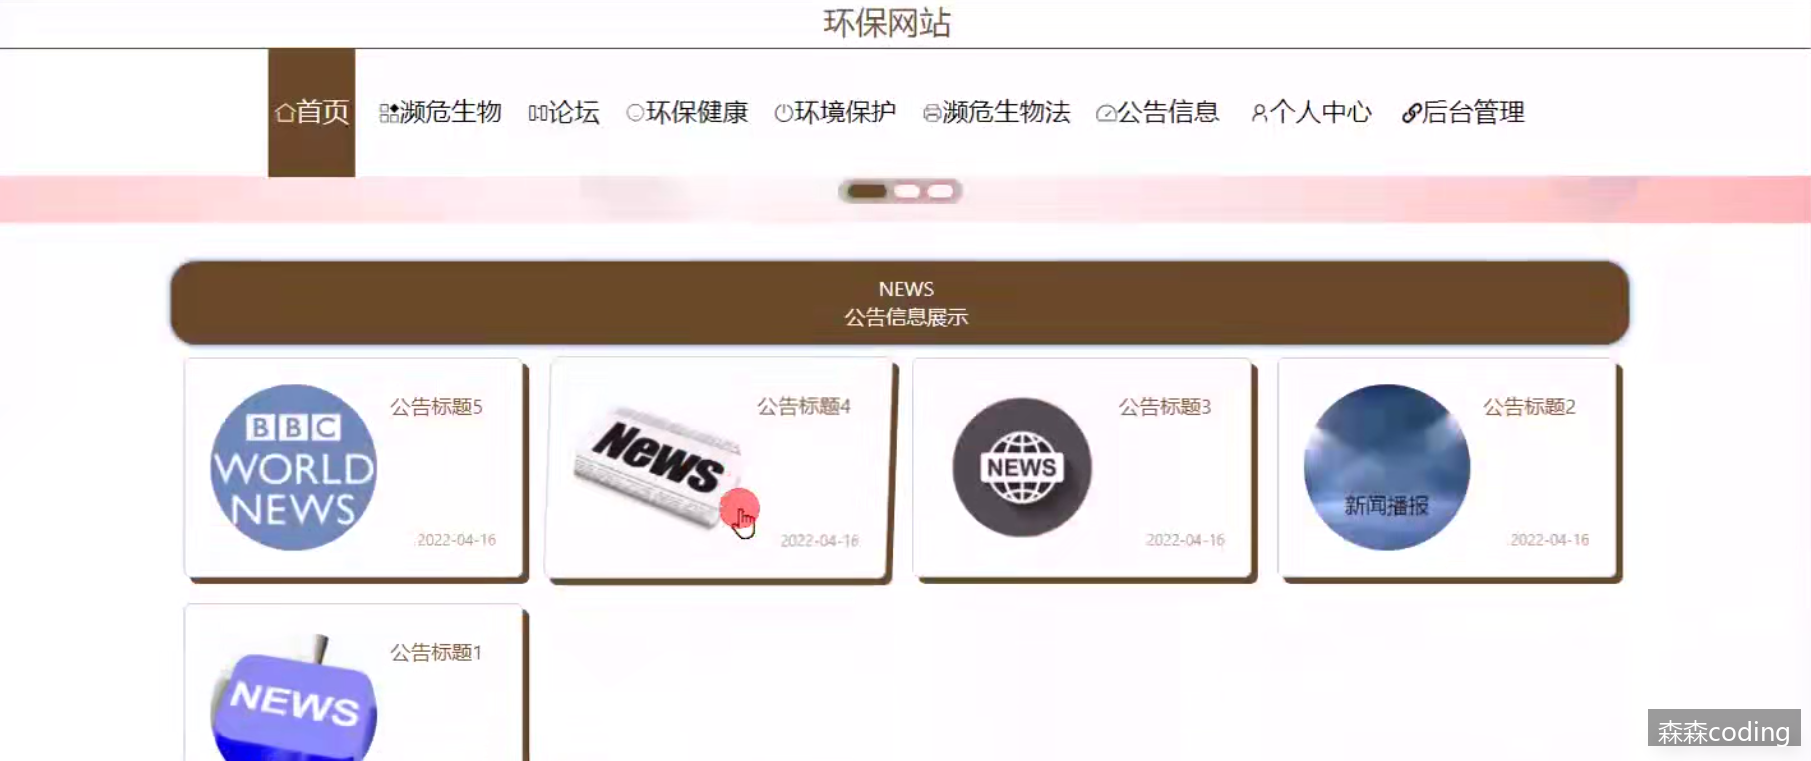 环保网站
首页 濒危生物 论坛 环保健康 环境保护 濒危生物法 公告信息 个人中心 后台管理
NEWS
公告信息展示
BBC
WORLD
NEWS
公告标题5
2022-04-16
News
公告标题4
2022-04-16
NEWS
公告标题3
2022-04-16
新闻播报
公告标题2
2022-04-16
NEWS
公告标题1
森森coding